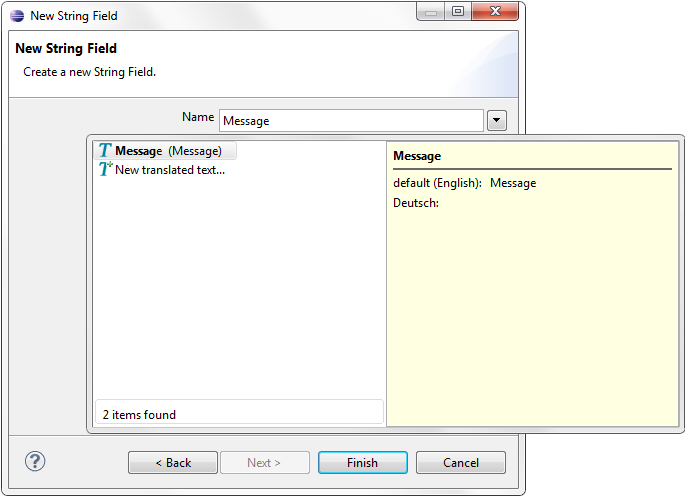 New String Field
New String Field
Create a new String Field.
Name Message
Message (Message)
New translated text...
2 items found
Message
default (English): Message
Deutsch:
< Back Next > Finish Cancel